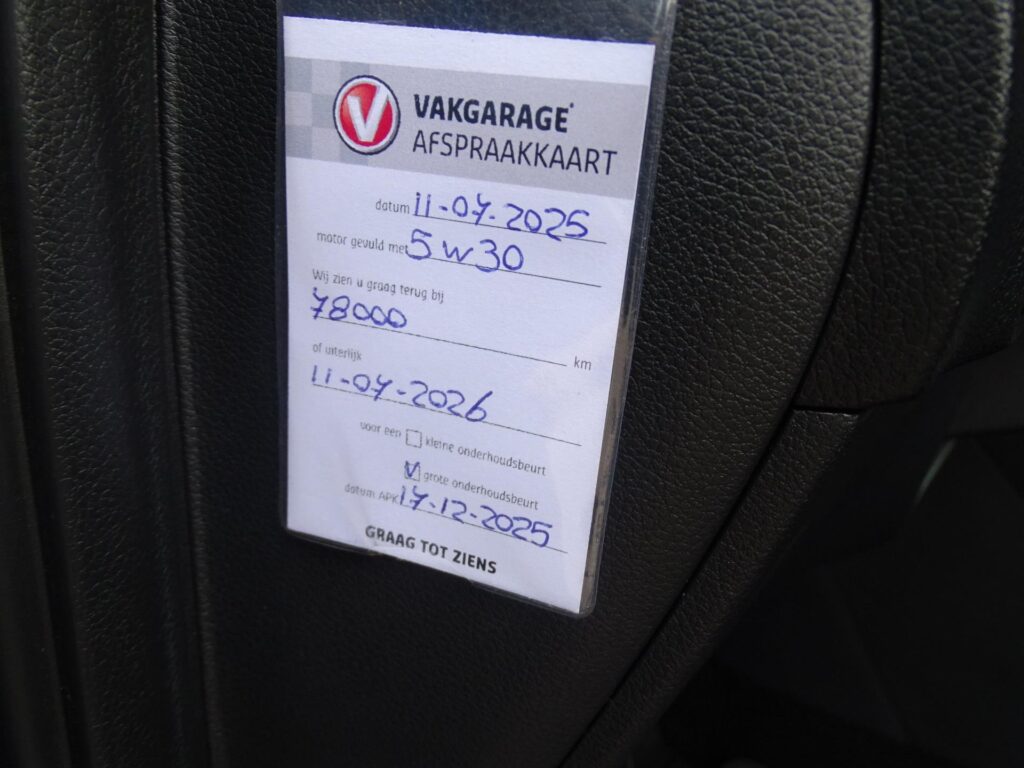 V
VAKGARAGE
AFSPRAAKKAART
datum 11-07-2025
motor gevuld met 5w30
Wij zien u graag terug bij
78000 km
of uiterlijk
11-07-2026
voor een ☐ kleine onderhoudsbeurt
☑ grote onderhoudsbeurt
datum APK 17-12-2025
GRAAG TOT ZIENS